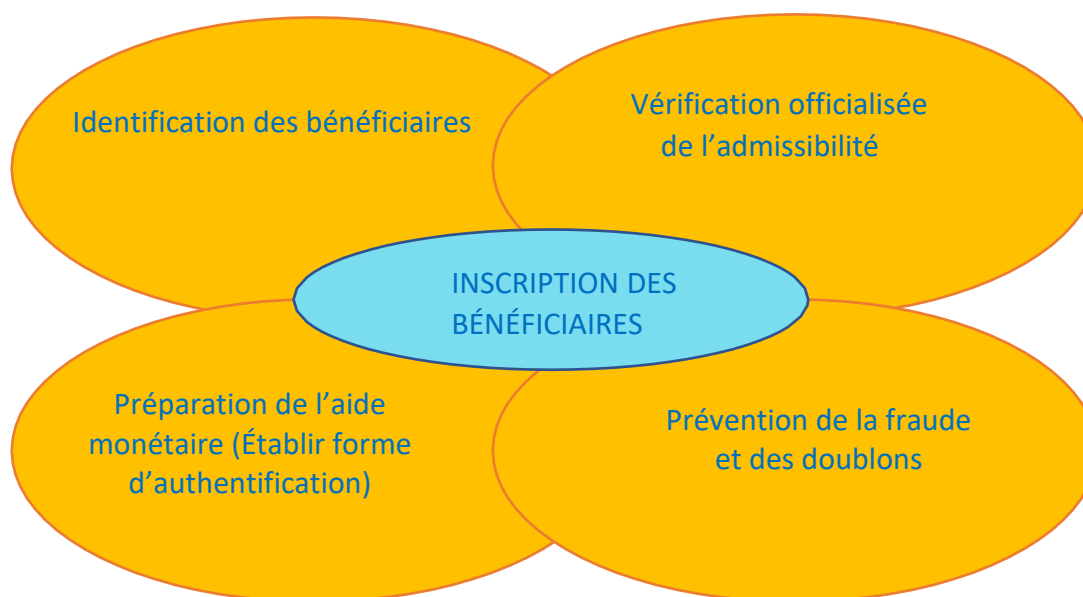 Identification des bénéficiaires
Vérification officialisée
de l’admissibilité
INSCRIPTION DES
BÉNÉFICIAIRES
Préparation de l’aide
monétaire (Établir forme
d’authentification)
Prévention de la fraude
et des doublons